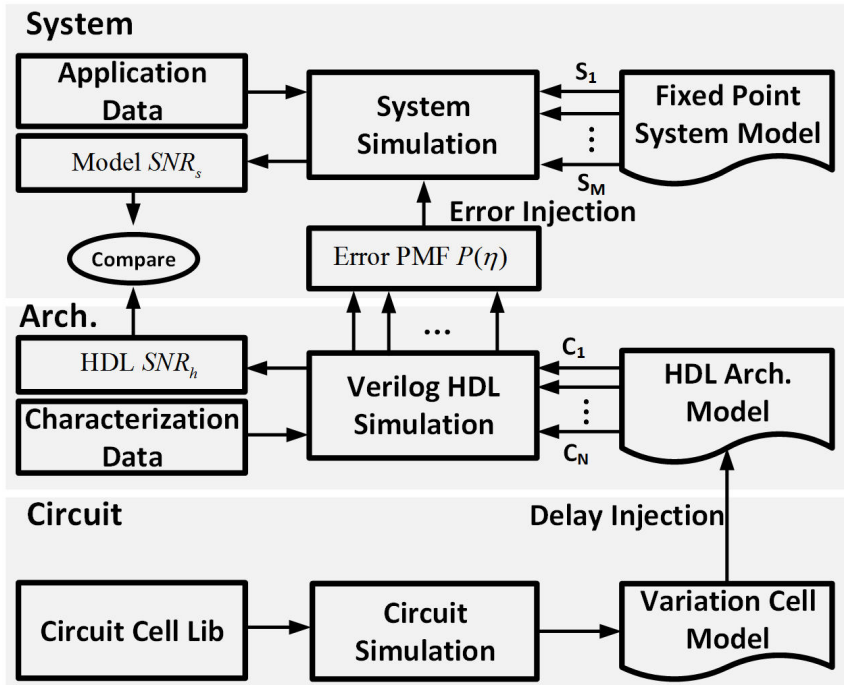 System
Application
Data
System
Simulation
S1
⋮
SM
Fixed Point
System Model
Model SNRs
Error Injection
Compare
Error PMF P(η)
Arch.
...
HDL SNRh
Characterization
Data
Verilog HDL
Simulation
C1
⋮
CN
HDL Arch.
Model
Circuit
Delay Injection
Circuit Cell Lib
Circuit
Simulation
Variation Cell
Model